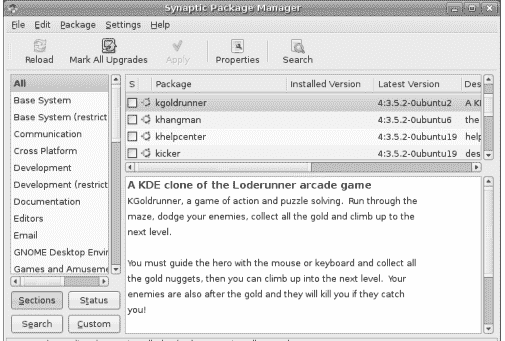 Synaptic Package Manager
File Edit Package Settings Help
Reload Mark All Upgrades Apply Properties Search
All
Base System
Base System (restrict
Communication
Cross Platform
Development
Development (restrict
Documentation
Editors
Email
GNOME Desktop Envir
Games and Amuseme
Sections Status
Search Custom
S Package Installed Version Latest Version Des
kgoldrunner 4:3.5.2-0ubuntu2 A KI
khangman 4:3.5.2-0ubuntu6 the
khelpcenter 4:3.5.2-0ubuntu19 help
kicker 4:3.5.2-0ubuntu19 des
A KDE clone of the Loderunner arcade game
KGoldrunner, a game of action and puzzle solving. Run through the
maze, dodge your enemies, collect all the gold and climb up to the
next level.
You must guide the hero with the mouse or keyboard and collect all
the gold nuggets, then you can climb up into the next level. Your
enemies are also after the gold and they will kill you if they catch
you!